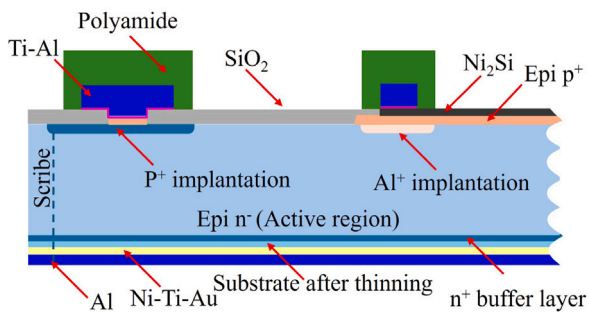 Polyamide
Ti-Al
SiO₂
Ni₂Si
Epi p⁺
P⁺ implantation
Al⁺ implantation
Scribe
Epi n⁻ (Active region)
Al
Ni-Ti-Au
Substrate after thinning
n⁺ buffer layer